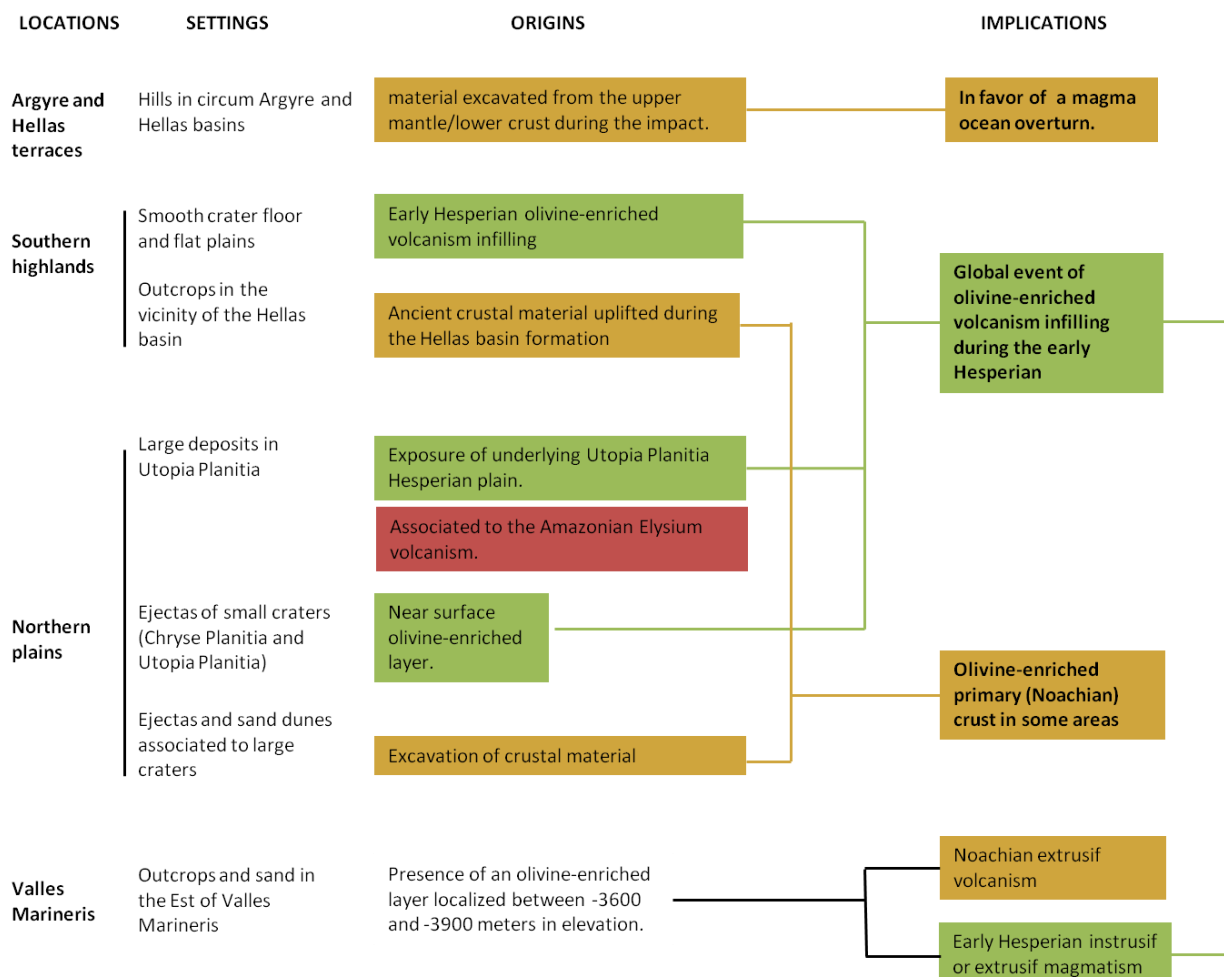 LOCATIONS SETTINGS ORIGINS IMPLICATIONS
Argyre and
Hellas
terraces
Hills in circum Argyre and
Hellas basins
material excavated from the upper
mantle/lower crust during the impact.
In favor of a magma
ocean overturn.
Southern
highlands
Smooth crater floor
and flat plains
Early Hesperian olivine-enriched
volcanism infilling
Outcrops in the
vicinity of the Hellas
basin
Ancient crustal material uplifted during
the Hellas basin formation
Global event of
olivine-enriched
volcanism infilling
during the early
Hesperian
Northern
plains
Large deposits in
Utopia Planitia
Exposure of underlying Utopia Planitia
Hesperian plain.
Associated to the Amazonian Elysium
volcanism.
Ejectas of small craters
(Chryse Planitia and
Utopia Planitia)
Near surface
olivine-enriched
layer.
Ejectas and sand dunes
associated to large
craters
Excavation of crustal material
Olivine-enriched
primary (Noachian)
crust in some areas
Valles
Marineris
Outcrops and sand in
the Est of Valles
Marineris
Presence of an olivine-enriched
layer localized between -3600
and -3900 meters in elevation.
Noachian extrusif
volcanism
Early Hesperian instrusif
or extrusif magmatism